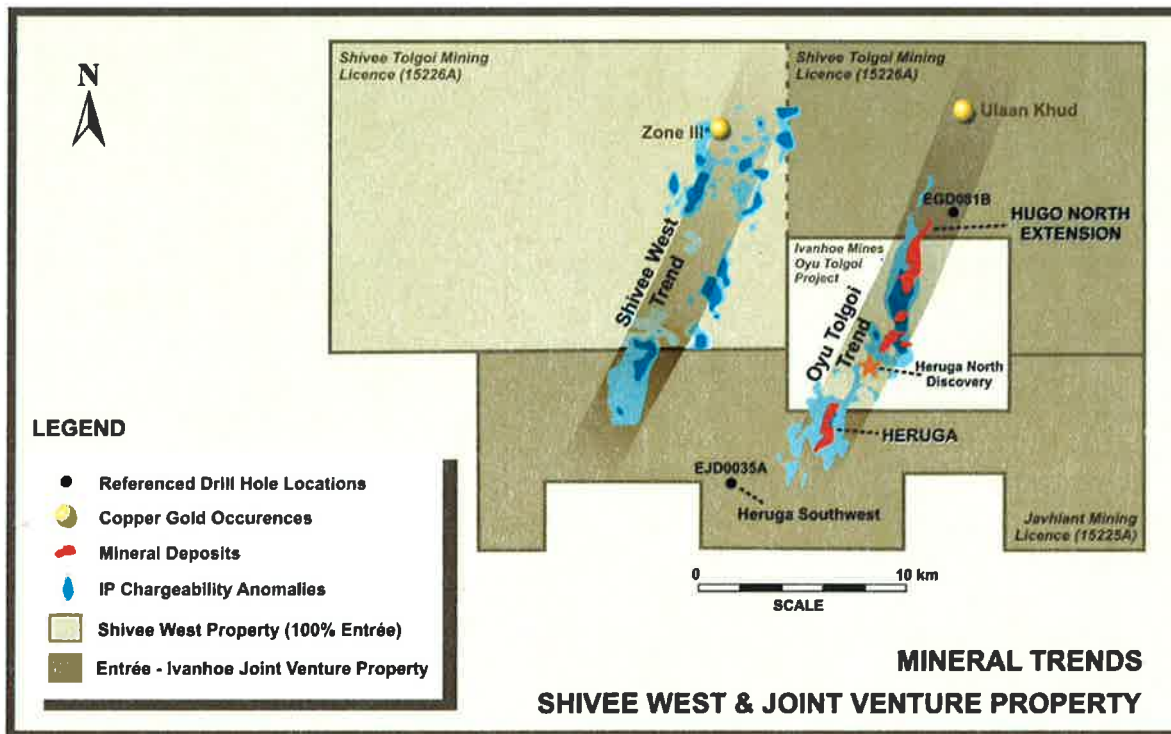 N
Shivee Tolgoi Mining
Licence (15226A)
Shivee Tolgoi Mining
Licence (15226A)
Zone III
Ulaan Khud
EGD081B
HUGO NORTH
EXTENSION
Ivanhoe Mines
Oyu Tolgoi
Project
Shivee West
Trend
Oyu Tolgoi
Trend
Heruga North
Discovery
HERUGA
EJD0035A
Heruga Southwest
Javhlant Mining
Licence (15225A)
LEGEND
Referenced Drill Hole Locations
Copper Gold Occurences
Mineral Deposits
IP Chargeability Anomalies
Shivee West Property (100% Entrée)
Entrée - Ivanhoe Joint Venture Property
0 10 km
SCALE
MINERAL TRENDS
SHIVEE WEST & JOINT VENTURE PROPERTY